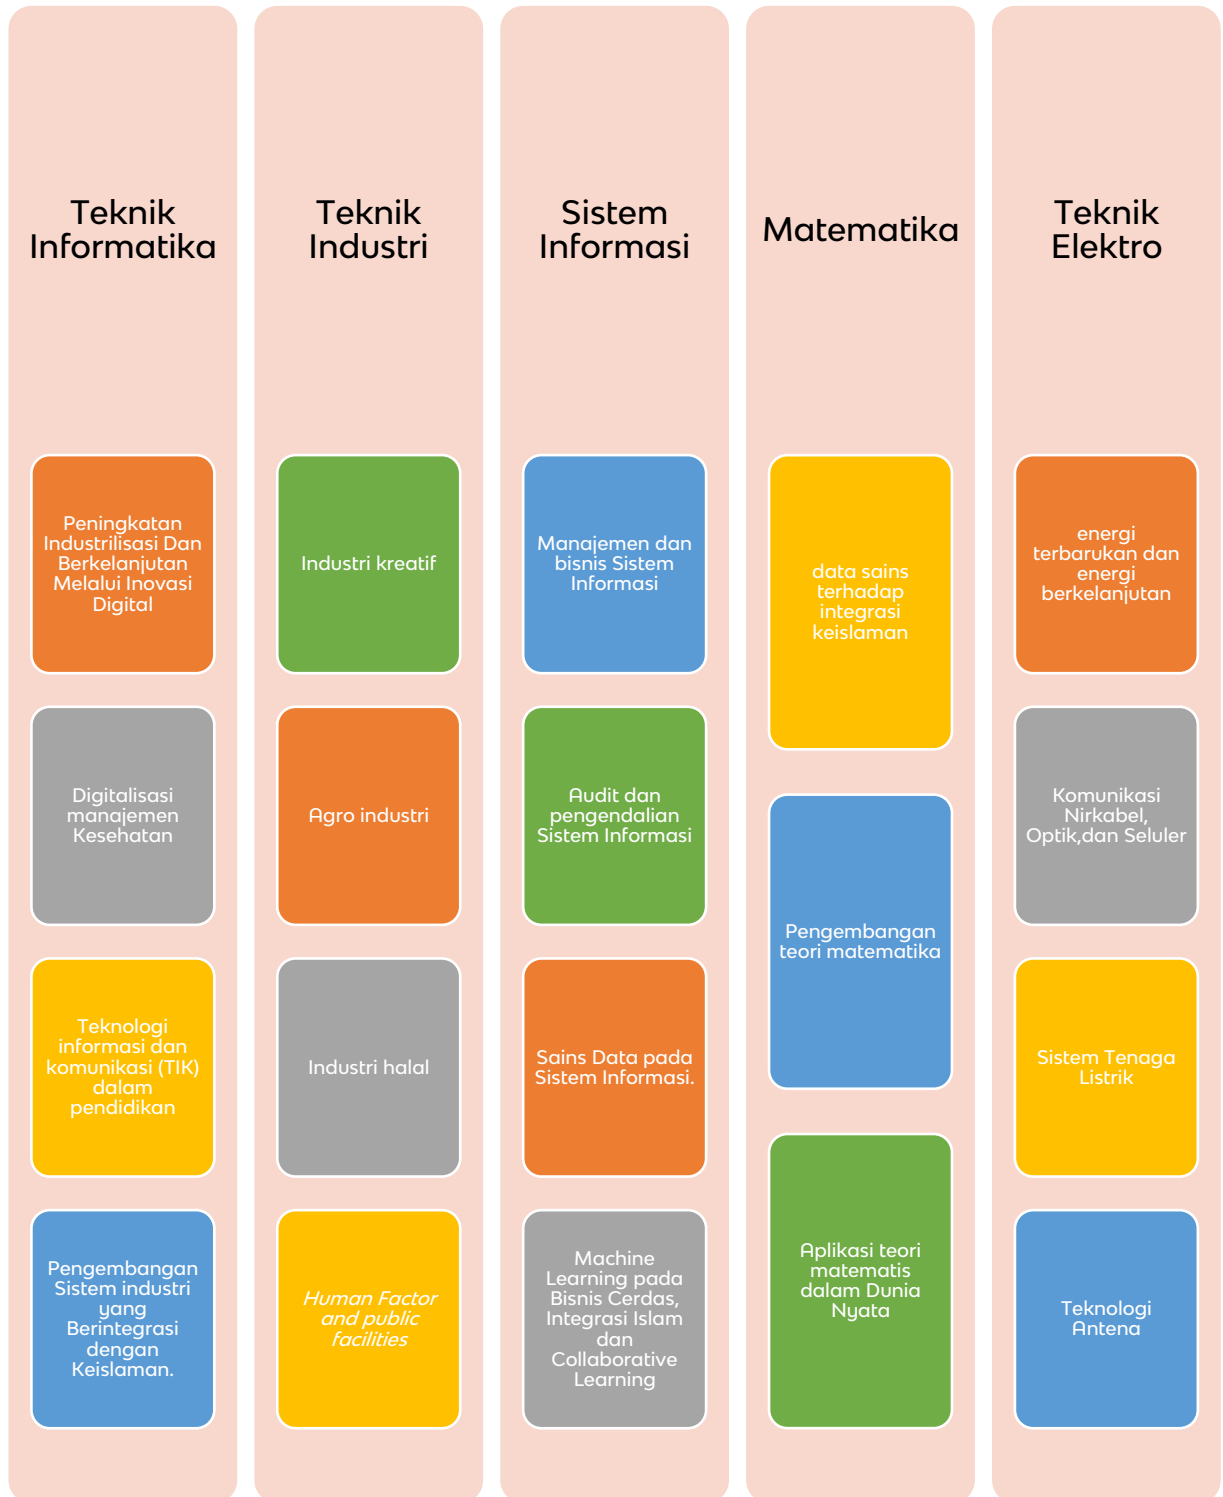 Teknik
Informatika
Peningkatan
Industrilisasi Dan
Berkelanjutan
Melalui Inovasi
Digital
Digitalisasi
manajemen
Kesehatan
Teknologi
informasi dan
komunikasi (TIK)
dalam
pendidikan
Pengembangan
Sistem industri
yang
Berintegrasi
dengan
Keislaman.
Teknik
Industri
Industri kreatif
Agro industri
Industri halal
Human Factor
and public
facilities
Sistem
Informasi
Manajemen dan
bisnis Sistem
Informasi
Audit dan
pengendalian
Sistem Informasi
Sains Data pada
Sistem Informasi.
Machine
Learning pada
Bisnis Cerdas,
Integrasi Islam
dan
Collaborative
Learning
Matematika
data sains
terhadap
integrasi
keislaman
Pengembangan
teori matematika
Aplikasi teori
matematis
dalam Dunia
Nyata
Teknik
Elektro
energi
terbarukan dan
energi
berkelanjutan
Komunikasi
Nirkabel,
Optik,dan Seluler
Sistem Tenaga
Listrik
Teknologi
Antena